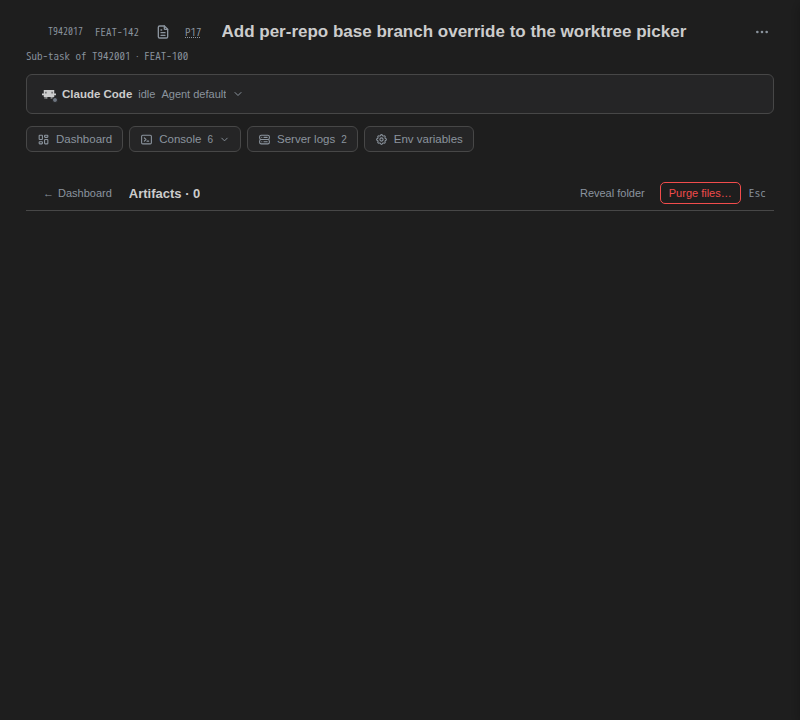 T942017 FEAT-142 P17 Add per-repo base branch override to the worktree picker ···
Sub-task of T942001 · FEAT-100
Claude Code idle Agent default
Dashboard Console 6 Server logs 2 Env variables
← Dashboard Artifacts · 0 Reveal folder Purge files… Esc